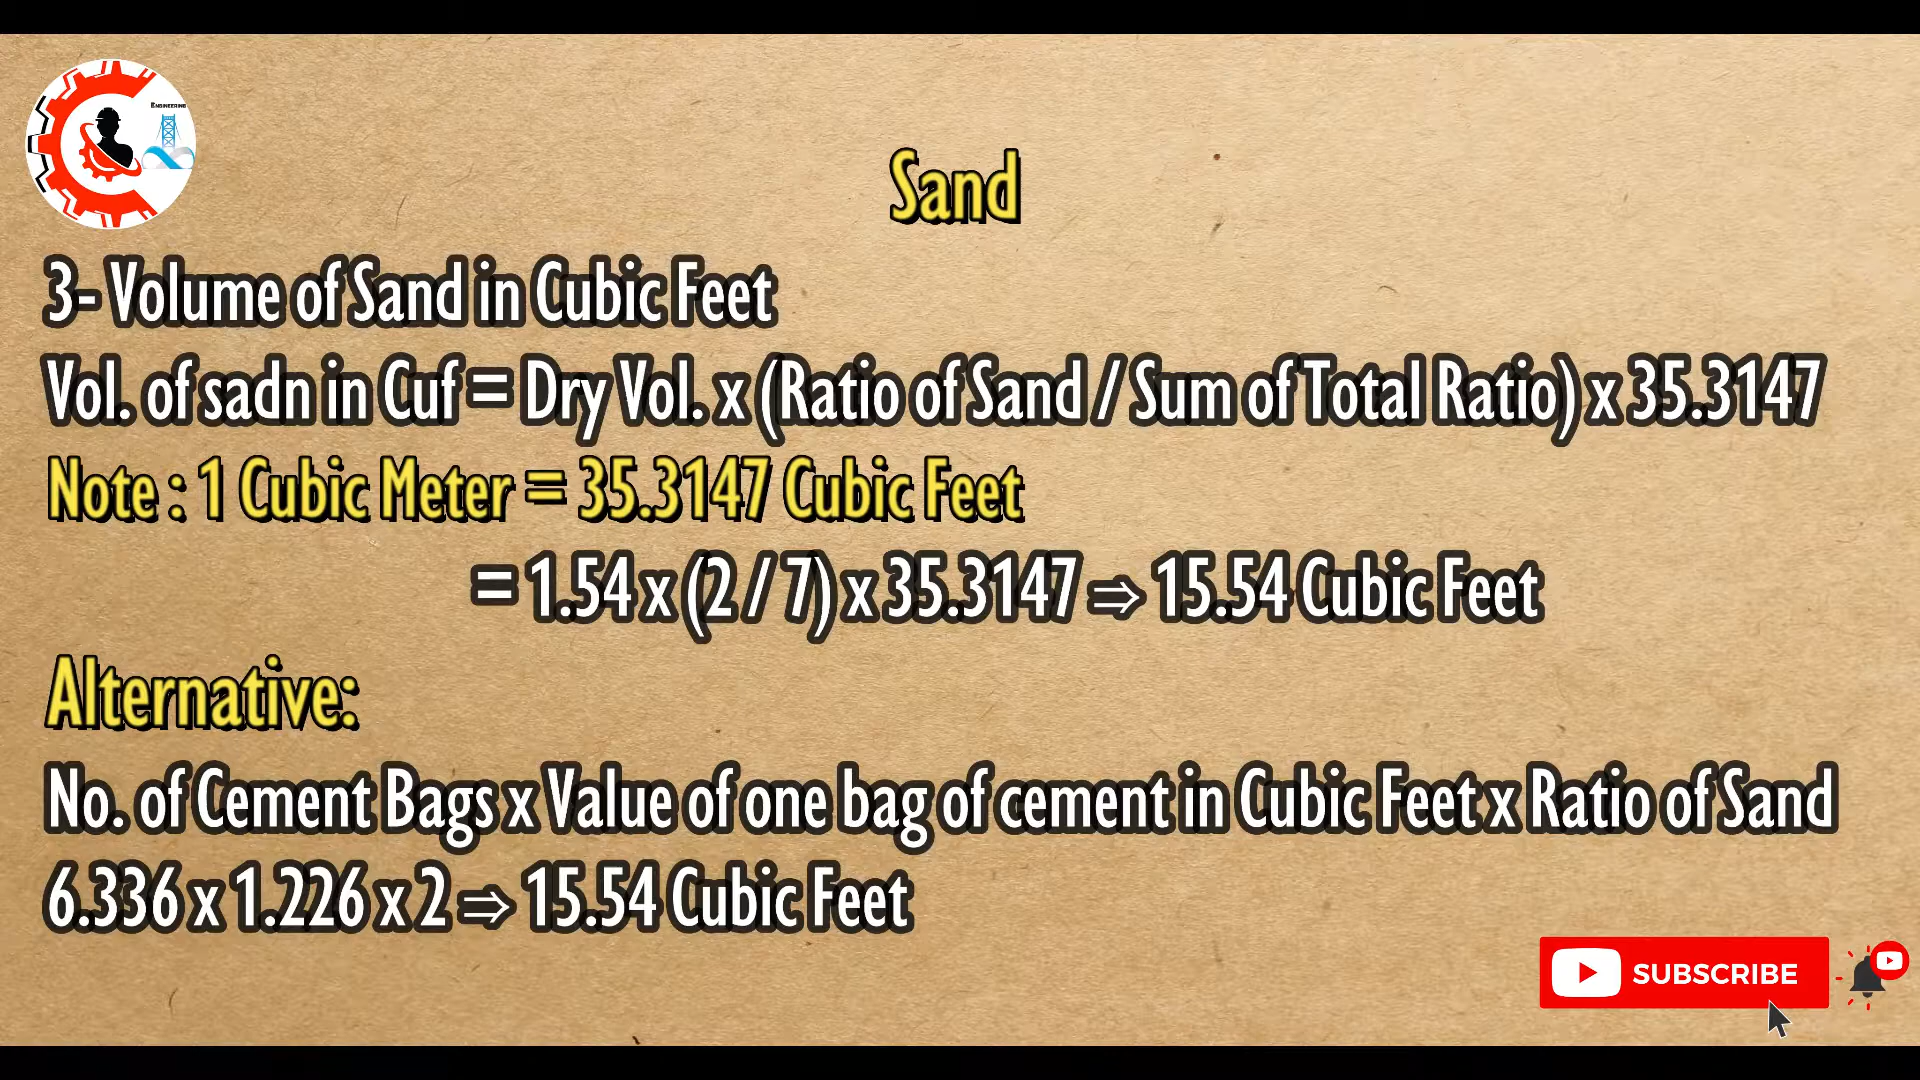 ENGINEERING
Sand
3- Volume of Sand in Cubic Feet
Vol. of sadn in Cuf = Dry Vol. x (Ratio of Sand / Sum of Total Ratio) x 35.3147
Note : 1 Cubic Meter = 35.3147 Cubic Feet
= 1.54 x (2 / 7) x 35.3147 ⇒ 15.54 Cubic Feet
Alternative:
No. of Cement Bags x Value of one bag of cement in Cubic Feet x Ratio of Sand
6.336 x 1.226 x 2 ⇒ 15.54 Cubic Feet
SUBSCRIBE